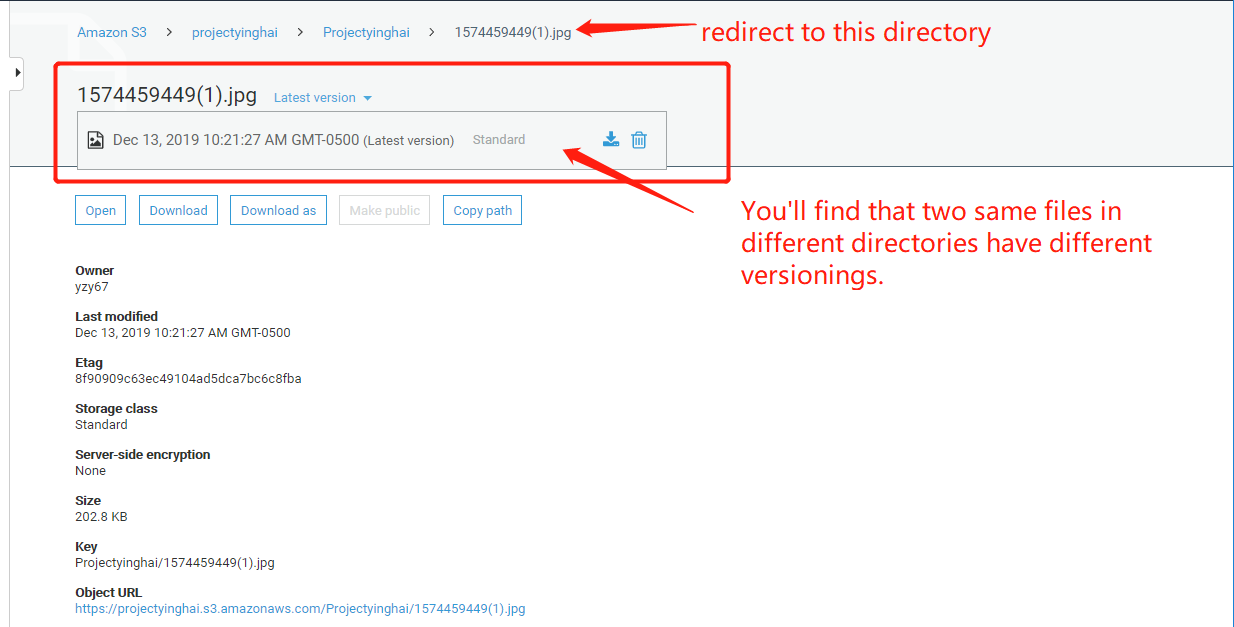 Amazon S3 > projectyinghai > Projectyinghai > 1574459449(1).jpg
redirect to this directory
1574459449(1).jpg Latest version
Dec 13, 2019 10:21:27 AM GMT-0500 (Latest version) Standard
Open Download Download as Make public Copy path
You'll find that two same files in
different directories have different
versionings.
Owner
yzy67
Last modified
Dec 13, 2019 10:21:27 AM GMT-0500
Etag
8f90909c63ec49104ad5dca7bc6c8fba
Storage class
Standard
Server-side encryption
None
Size
202.8 KB
Key
Projectyinghai/1574459449(1).jpg
Object URL
https://projectyinghai.s3.amazonaws.com/Projectyinghai/1574459449(1).jpg